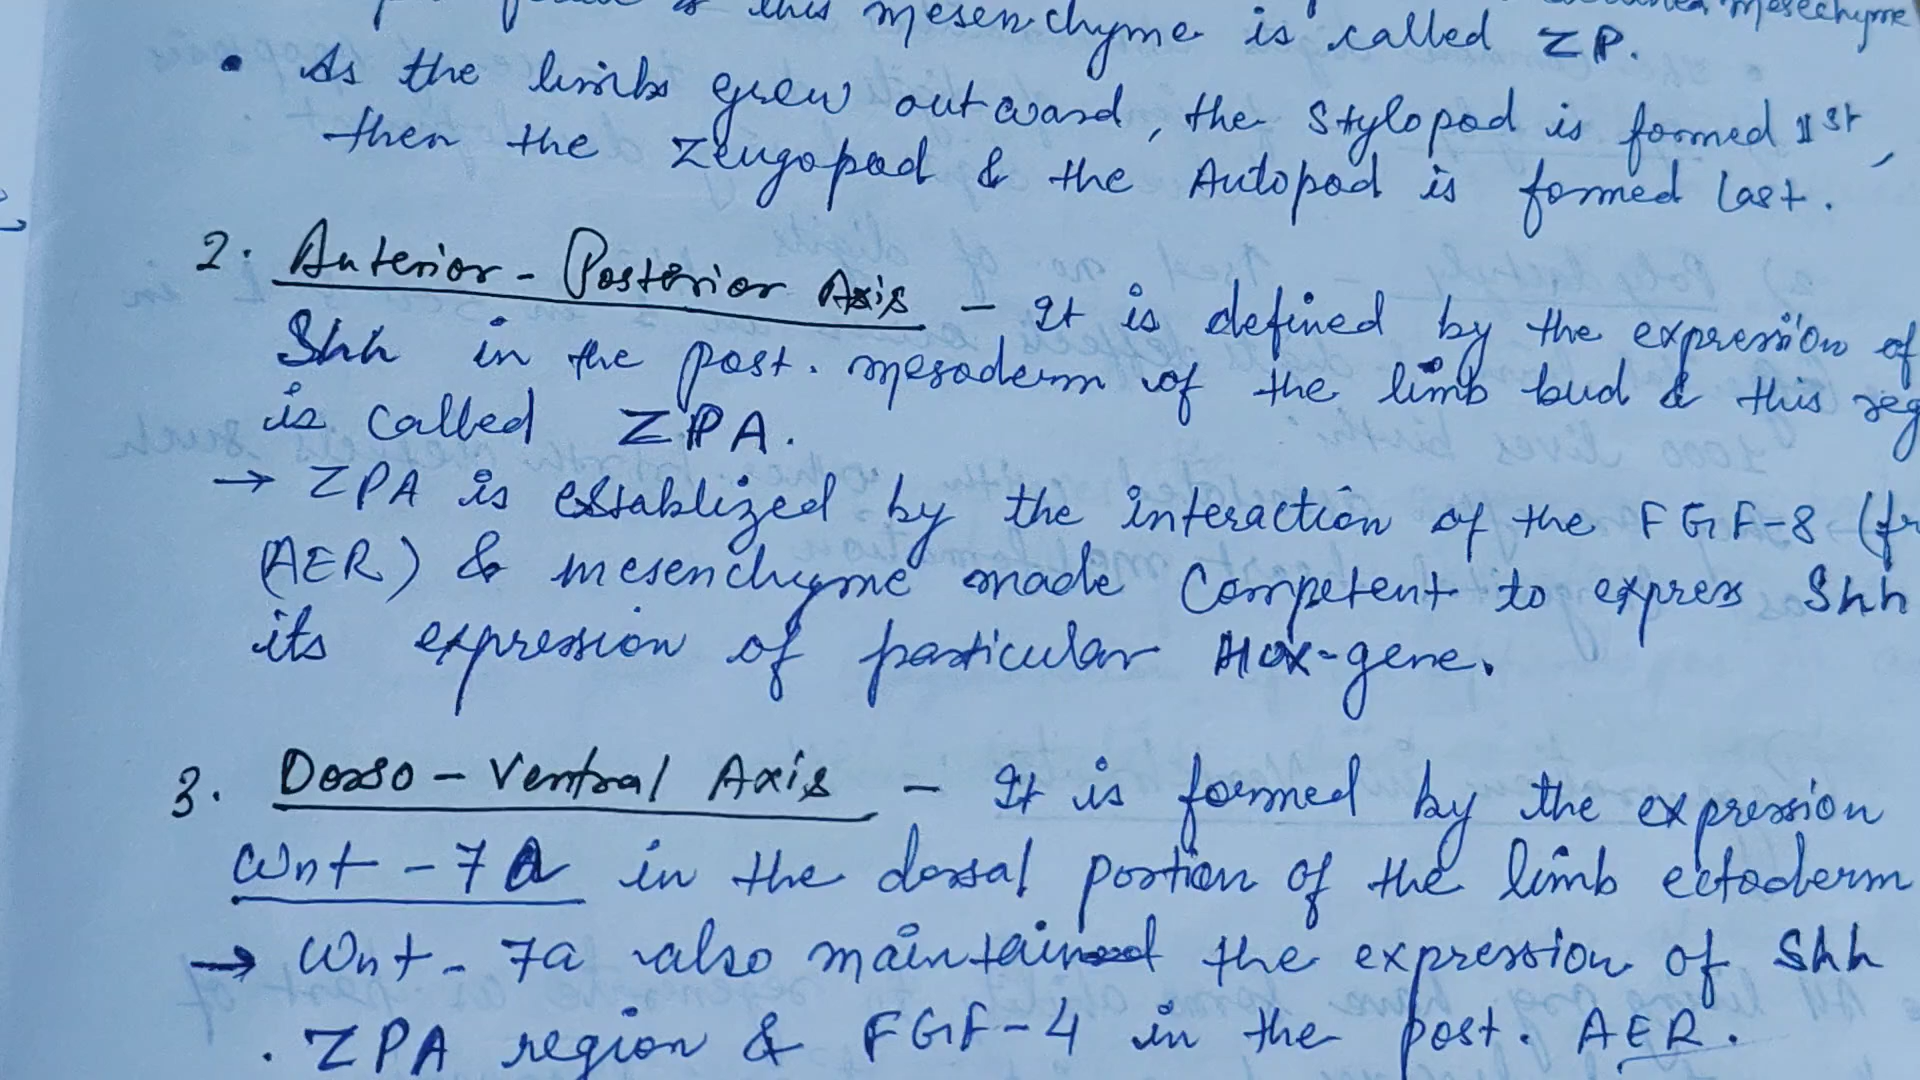 this mesenchyme is called ZP.
• As the limbs grew outward, the Stylopod is formed 1st,
then the Zeugopod & the Autopod is formed last.
2. Anterior - Posterior Axis - It is defined by the expression of
Shh in the post. mesoderm of the limb bud & this reg
is called ZPA.
→ ZPA is establized by the interaction of the FGF-8 (fr
(AER) & mesenchyme made Competent to express Shh
its expression of particular Hox-gene.
3. Dorso - Ventral Axis - It is formed by the expression
Wnt - 7a in the dorsal portion of the limb ectoderm
→ Wnt - 7a also maintained the expression of Shh
. ZPA region & FGF-4 in the post. AER.